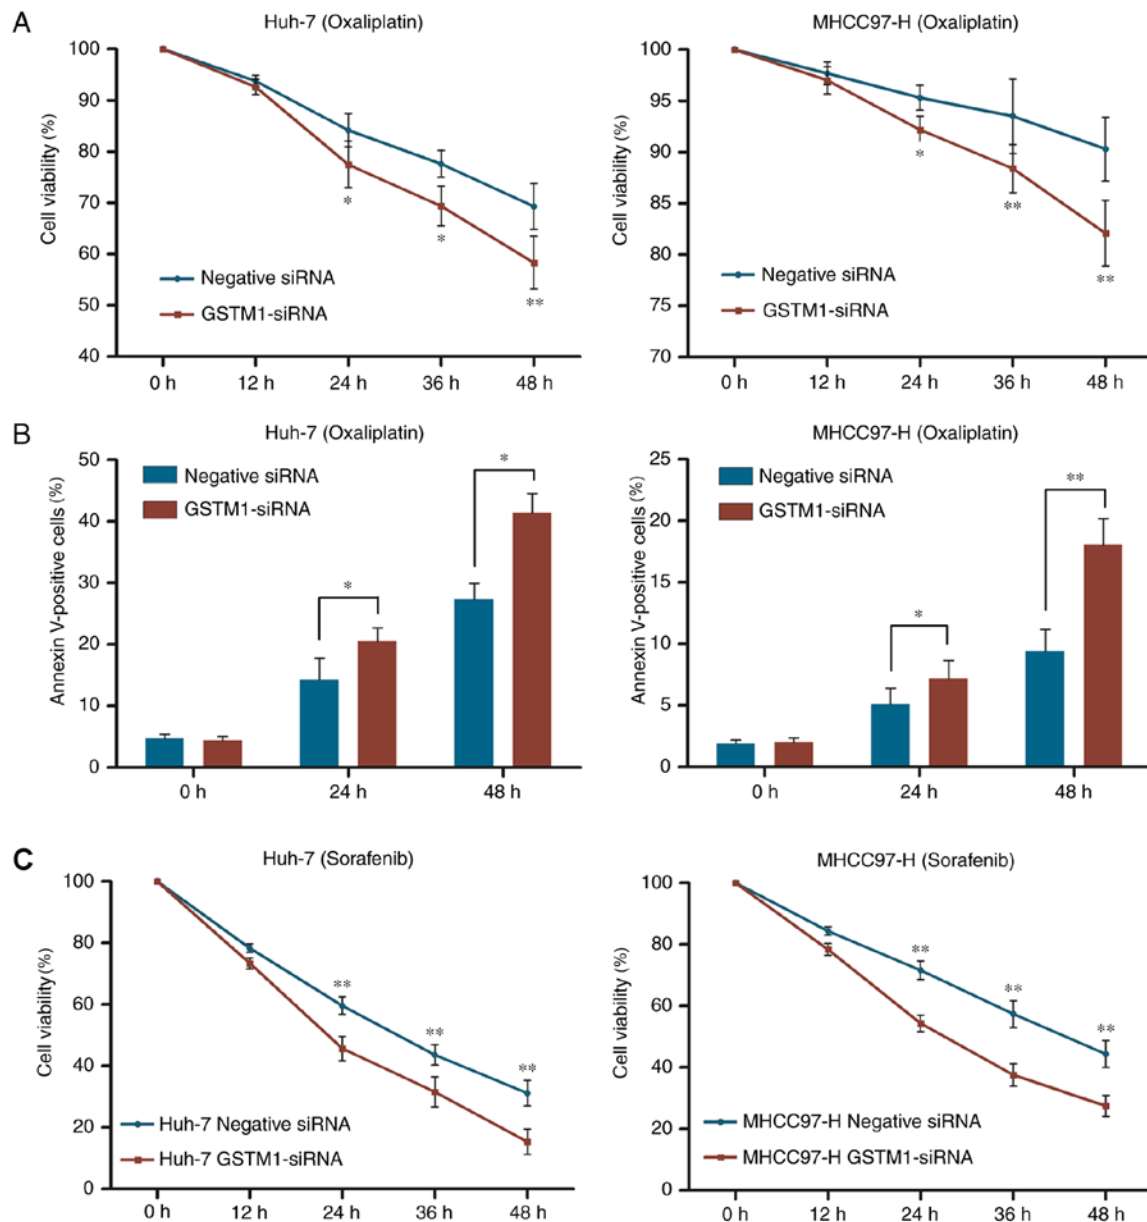 A
Huh-7 (Oxaliplatin)
Cell viability (%)
100
90
80
70
60
50
40
*
*
**
Negative siRNA
GSTM1-siRNA
0 h
12 h
24 h
36 h
48 h
MHCC97-H (Oxaliplatin)
Cell viability (%)
100
95
90
85
80
75
70
*
**
**
Negative siRNA
GSTM1-siRNA
0 h
12 h
24 h
36 h
48 h
B
Huh-7 (Oxaliplatin)
Annexin V-positive cells (%)
50
40
30
20
10
0
Negative siRNA
GSTM1-siRNA
*
*
0 h
24 h
48 h
MHCC97-H (Oxaliplatin)
Annexin V-positive cells (%)
25
20
15
10
5
0
Negative siRNA
GSTM1-siRNA
*
**
0 h
24 h
48 h
C
Huh-7 (Sorafenib)
Cell viability (%)
100
80
60
40
20
0
**
**
**
Huh-7 Negative siRNA
Huh-7 GSTM1-siRNA
0 h
12 h
24 h
36 h
48 h
MHCC97-H (Sorafenib)
Cell viability (%)
100
80
60
40
20
0
**
**
**
MHCC97-H Negative siRNA
MHCC97-H GSTM1-siRNA
0 h
12 h
24 h
36 h
48 h